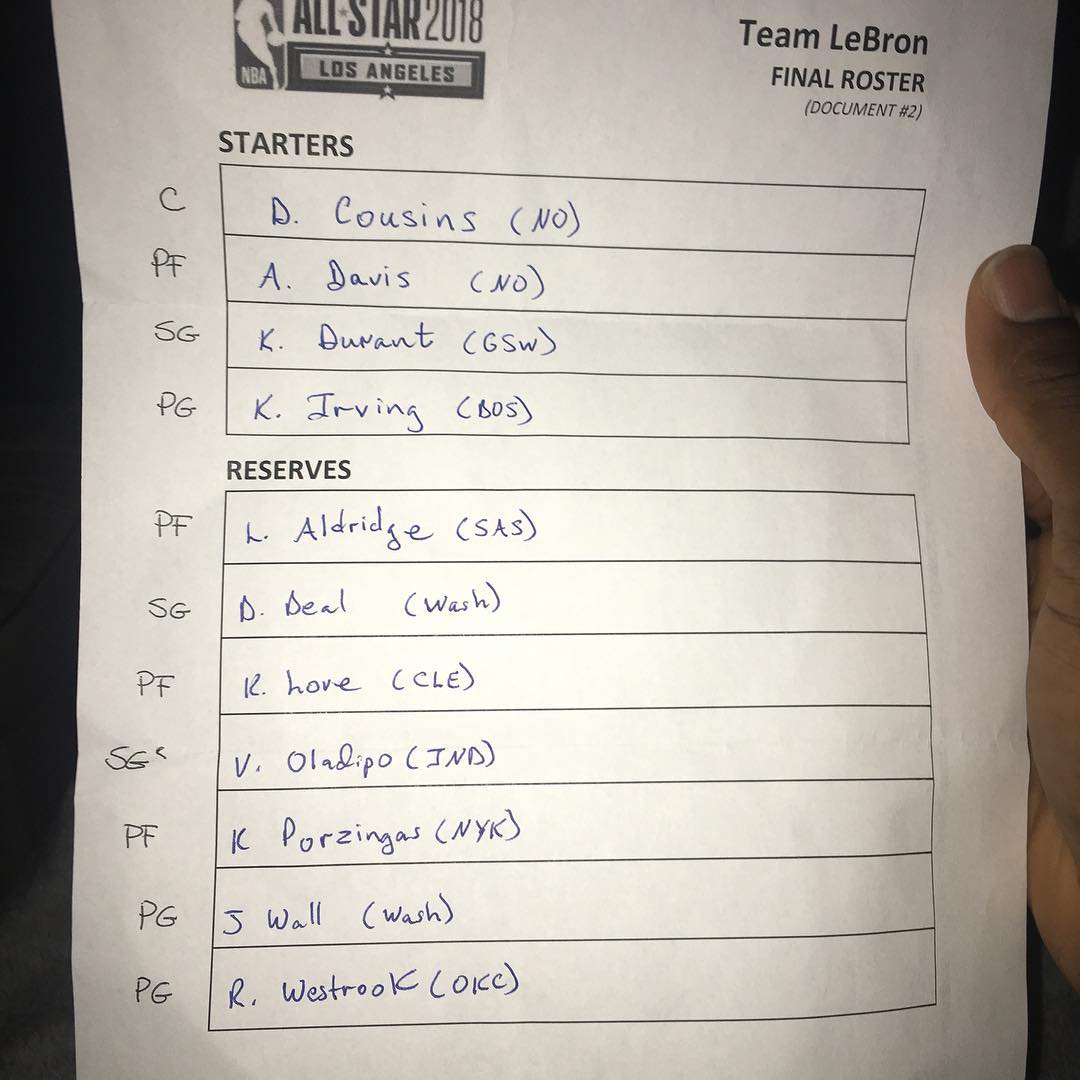 ALL-STAR 2018
NBA
LOS ANGELES
Team LeBron
FINAL ROSTER
(DOCUMENT #2)
STARTERS
C D. Cousins (NO)
PF A. Davis (NO)
SG K. Durant (GSW)
PG K. Irving (BOS)
RESERVES
PF L. Aldridge (SAS)
SG B. Beal (Wash)
PF K. Love (CLE)
SG V. Oladipo (IND)
PF K Porzingas (NYK)
PG J Wall (Wash)
PG R. Westrook (OKC)